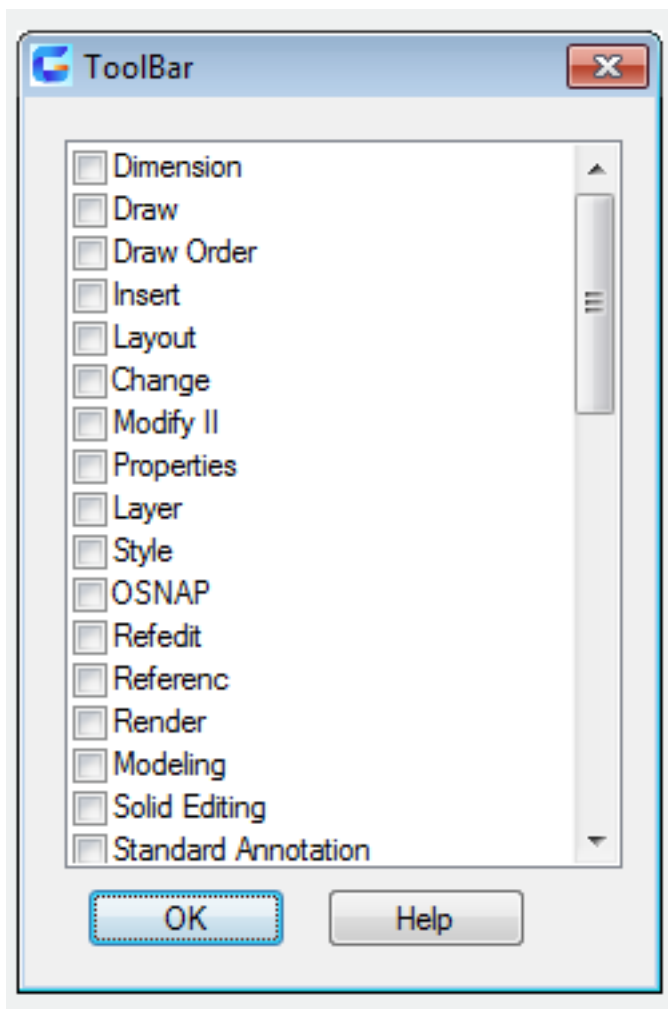 ToolBar
Dimension
Draw
Draw Order
Insert
Layout
Change
Modify II
Properties
Layer
Style
OSNAP
Refedit
Referenc
Render
Modeling
Solid Editing
Standard Annotation
OK Help